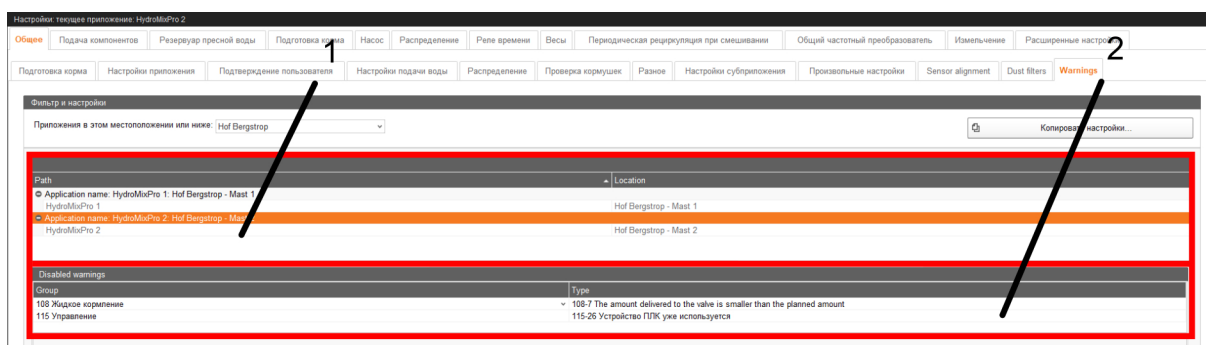 Настройки: текущее приложение: HydroMixPro 2
1
2
Общее Подача компонентов Резервуар пресной воды Подготовка корма Насос Распределение Реле времени Весы Периодическая рециркуляция при смешивании Общий частотный преобразователь Измельчение Расширенные настройки
Подготовка корма Настройки приложения Подтверждение пользователя Настройки подачи воды Распределение Проверка кормушек Разное Настройки субприложения Произвольные настройки Sensor alignment Dust filters Warnings
Фильтр и настройки
Приложения в этом местоположении или ниже: Hof Bergstrop Копировать настройки...
Path Location
Application name: HydroMixPro 1: Hof Bergstrop - Mast 1
HydroMixPro 1 Hof Bergstrop - Mast 1
Application name: HydroMixPro 2: Hof Bergstrop - Mast 2
HydroMixPro 2 Hof Bergstrop - Mast 2
Disabled warnings
Group Type
108 Жидкое кормление 108-7 The amount delivered to the valve is smaller than the planned amount
115 Управление 115-26 Устройство ПЛК уже используется